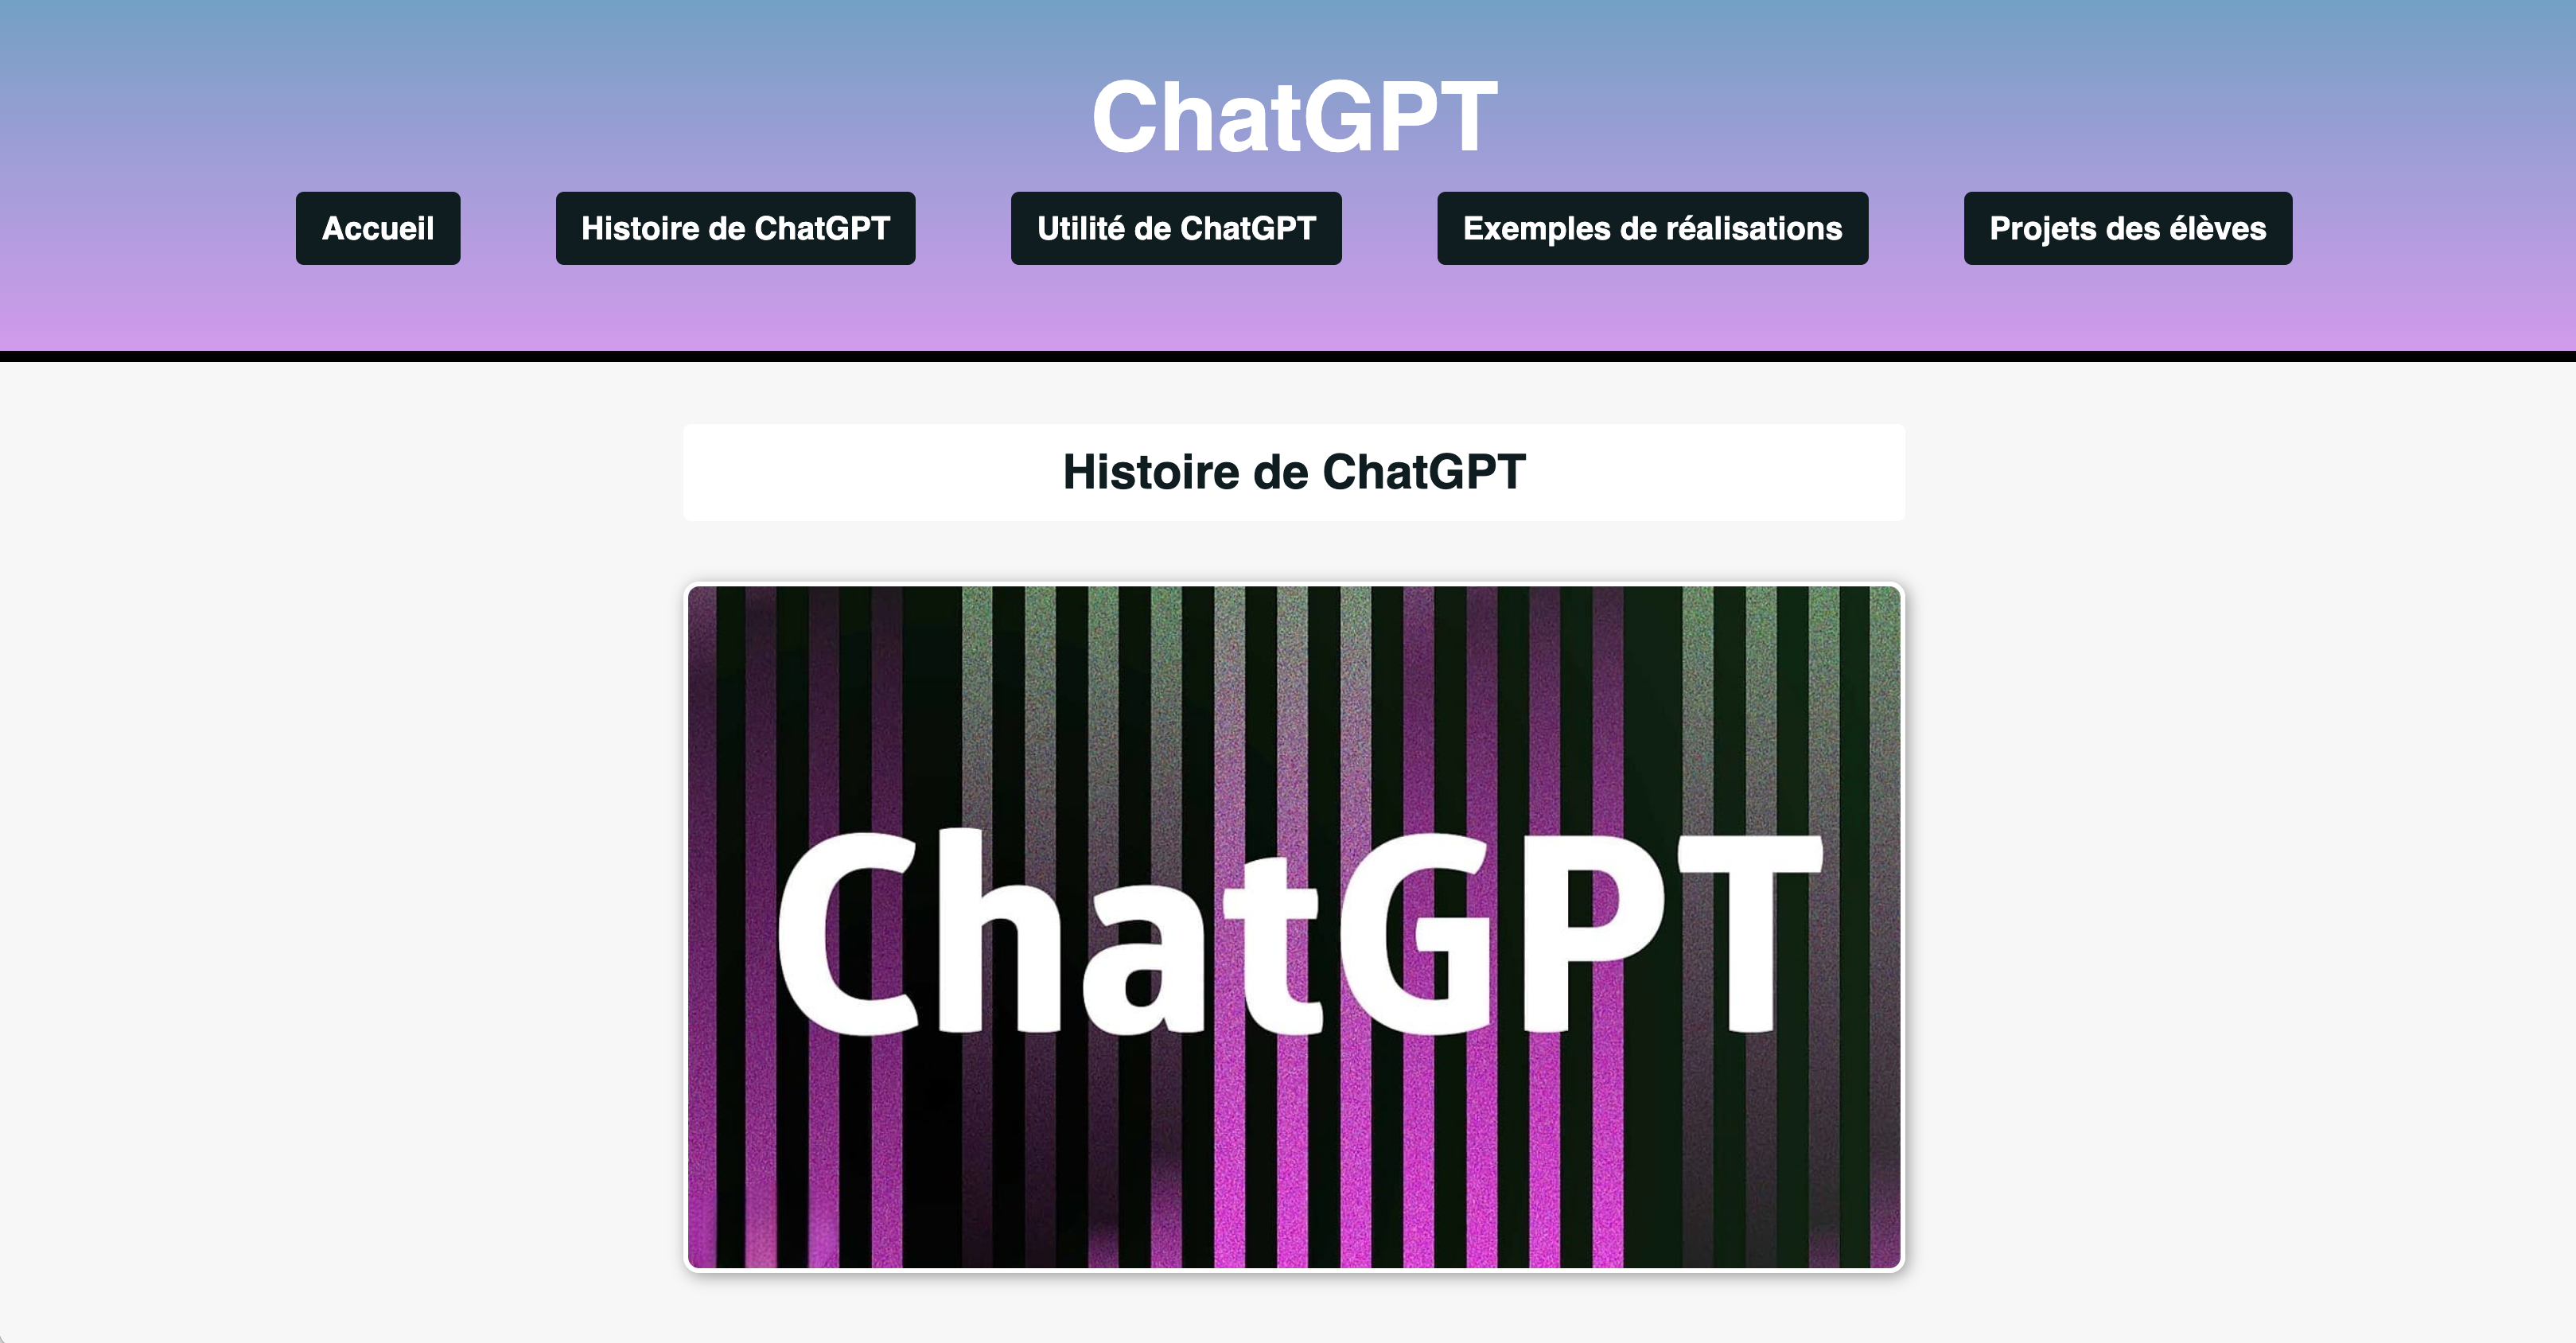 ChatGPT
Accueil
Histoire de ChatGPT
Utilité de ChatGPT
Exemples de réalisations
Projets des élèves
Histoire de ChatGPT
ChatGPT